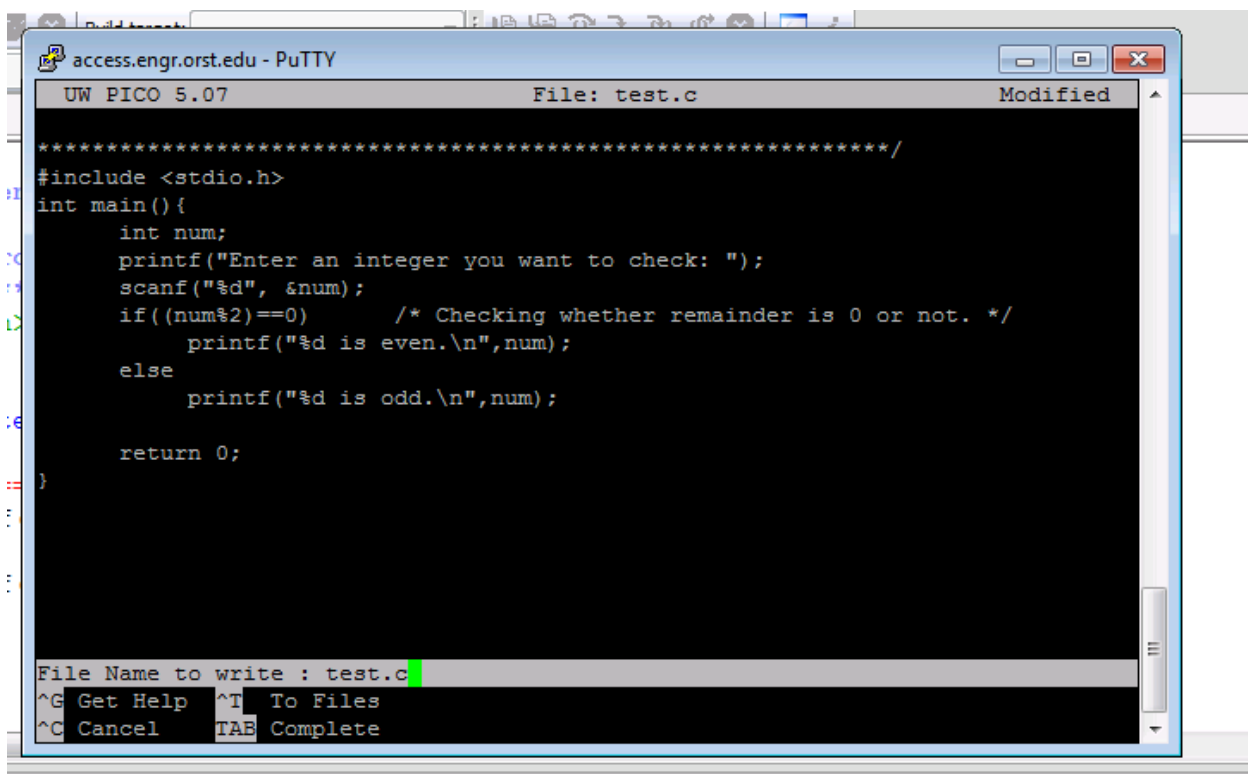 Build target:
access.engr.orst.edu - PuTTY
UW PICO 5.07 File: test.c Modified
**************************************************************/
#include <stdio.h>
int main(){
int num;
printf("Enter an integer you want to check: ");
scanf("%d", &num);
if((num%2)==0) /* Checking whether remainder is 0 or not. */
printf("%d is even.\n",num);
else
printf("%d is odd.\n",num);
return 0;
}
File Name to write : test.c
^G Get Help ^T To Files
^C Cancel TAB Complete